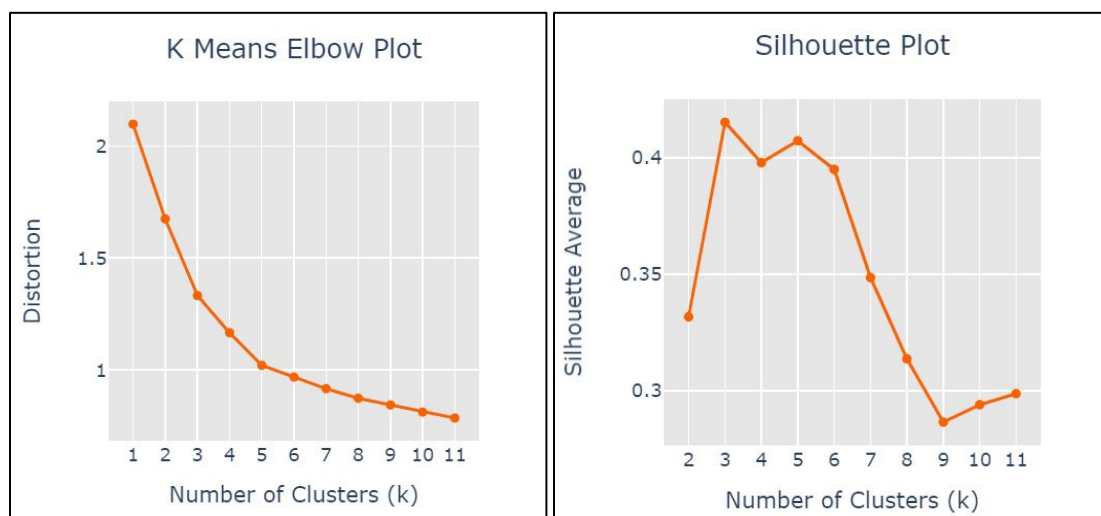 K Means Elbow Plot
Distortion
2
1.5
1
1 2 3 4 5 6 7 8 9 10 11
Number of Clusters (k)
Silhouette Plot
Silhouette Average
0.4
0.35
0.3
2 3 4 5 6 7 8 9 10 11
Number of Clusters (k)